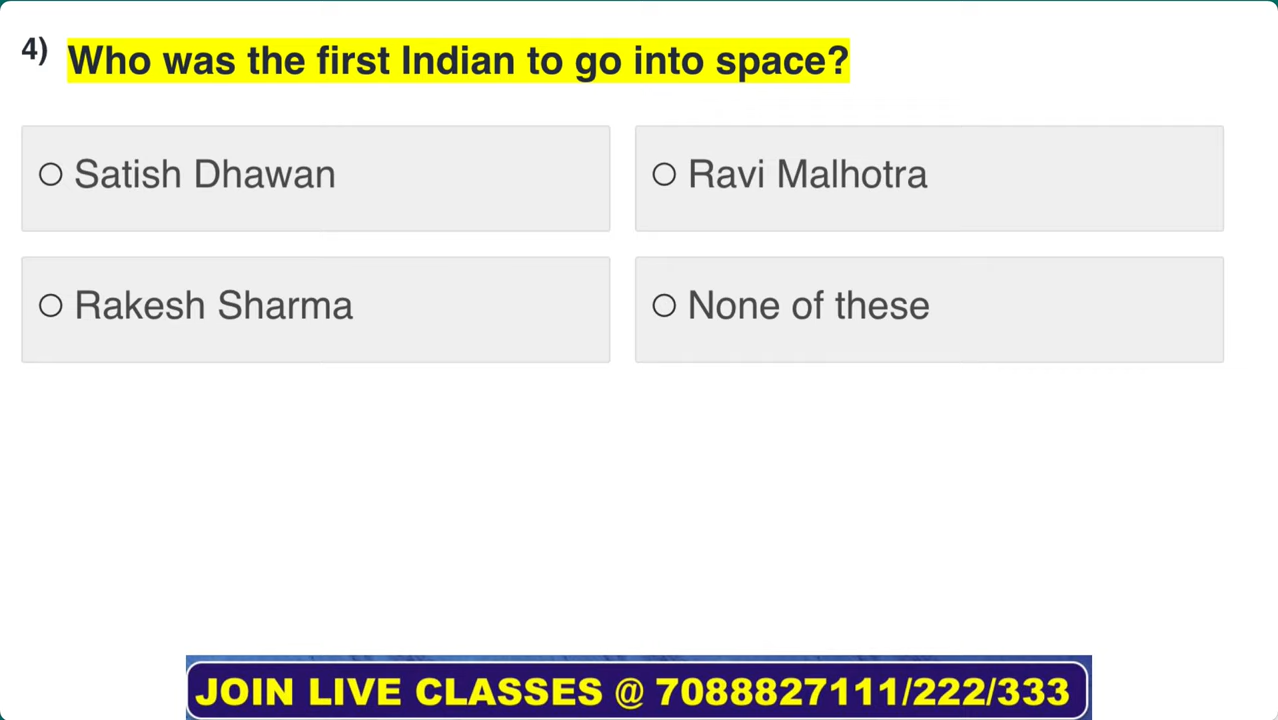 4) Who was the first Indian to go into space?
Satish Dhawan
Ravi Malhotra
Rakesh Sharma
None of these
JOIN LIVE CLASSES @ 7088827111/222/333